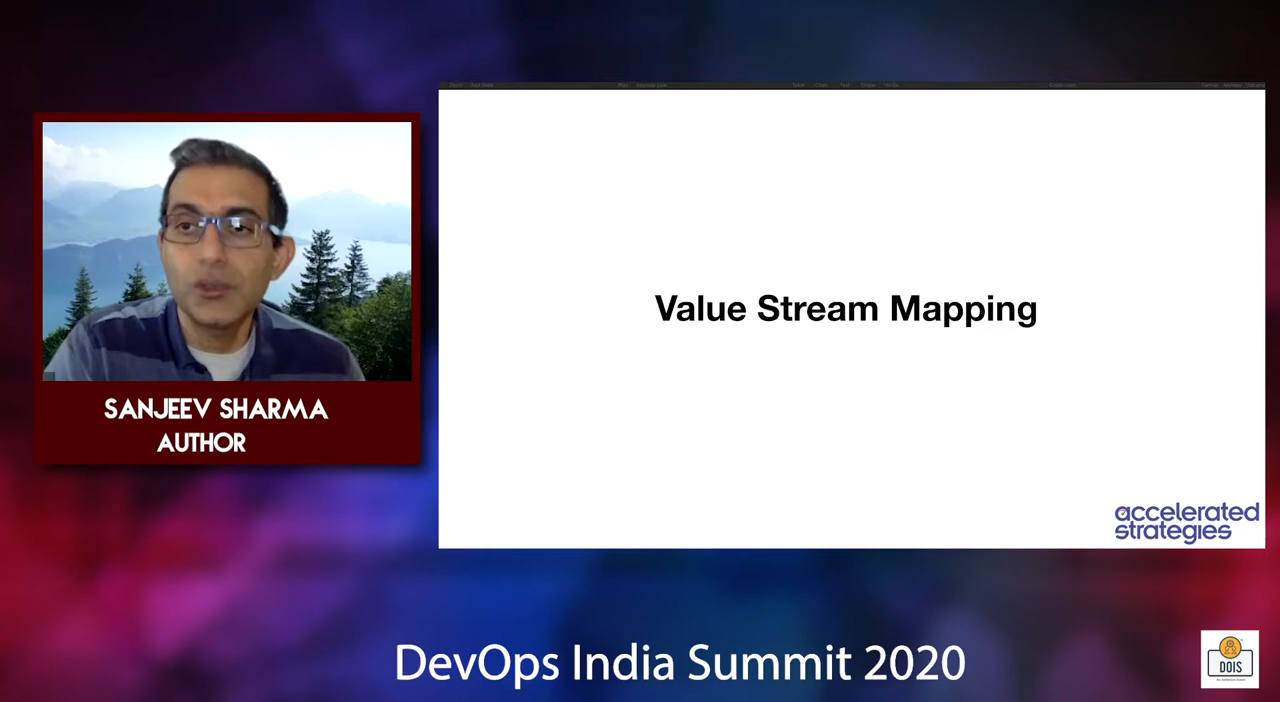 SANJEEV SHARMA
AUTHOR
Value Stream Mapping
accelerated
strategies
DevOps India Summit 2020
DOIS